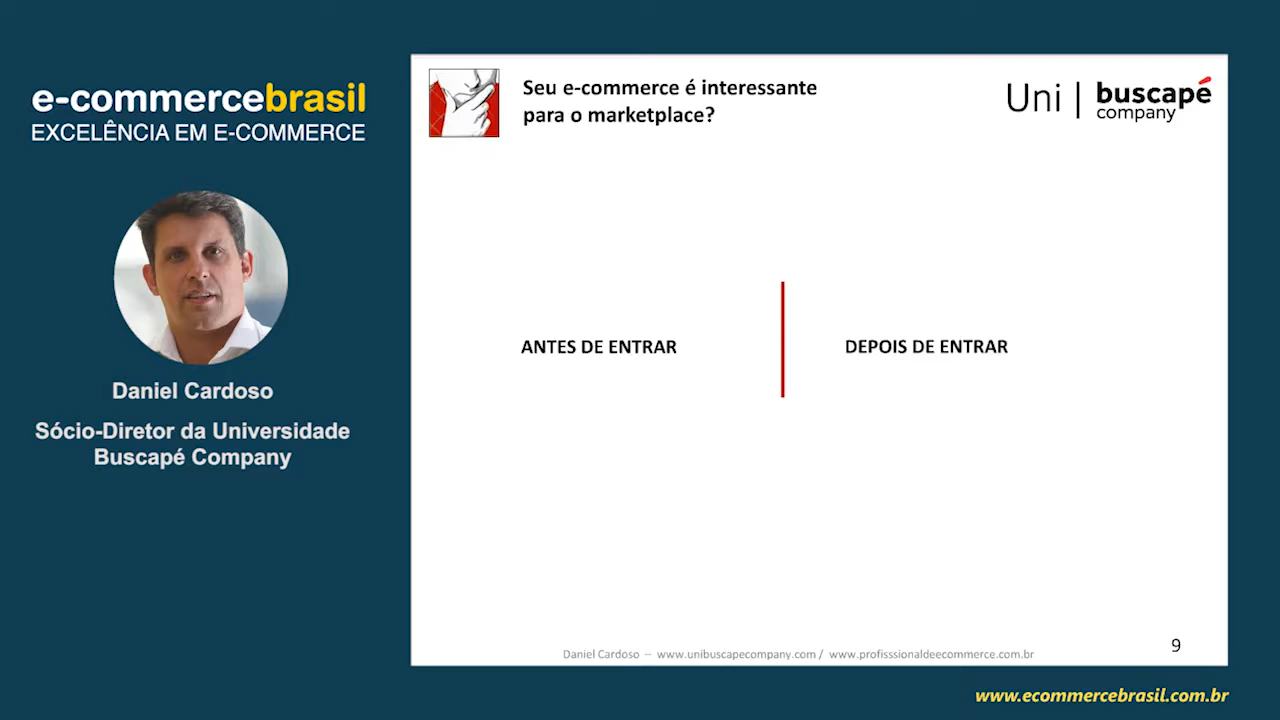 e-commercebrasil
EXCELÊNCIA EM E-COMMERCE
Daniel Cardoso
Sócio-Diretor da Universidade
Buscapé Company
Seu e-commerce é interessante
para o marketplace?
Uni | buscapé
company
ANTES DE ENTRAR
DEPOIS DE ENTRAR
Daniel Cardoso – www.unibuscapecompany.com / www.profisssionaldeecommerce.com.br
9
www.ecommercebrasil.com.br